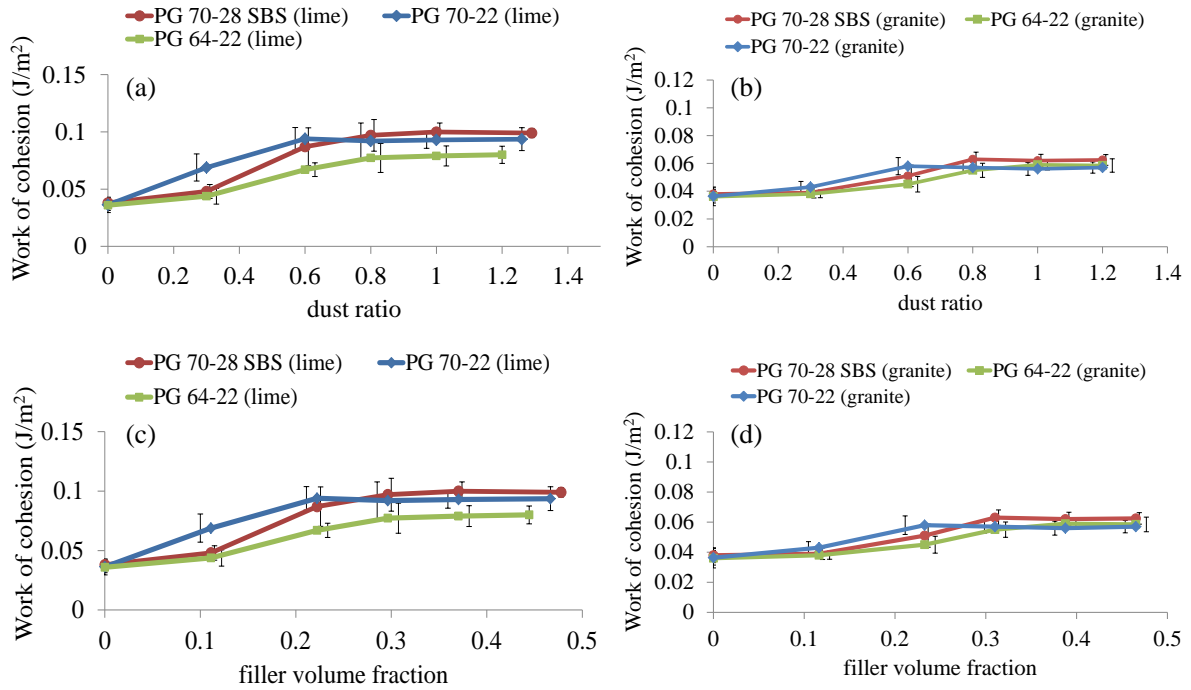 PG 70-28 SBS (lime) PG 70-22 (lime)
PG 64-22 (lime)
(a)
Work of cohesion (J/m²)
0.15
0.1
0.05
0
0 0.2 0.4 0.6 0.8 1 1.2 1.4
dust ratio
PG 70-28 SBS (granite) PG 64-22 (granite)
PG 70-22 (granite)
(b)
Work of cohesion (J/m²)
0.12
0.1
0.08
0.06
0.04
0.02
0
0 0.2 0.4 0.6 0.8 1 1.2 1.4
dust ratio
PG 70-28 SBS (lime) PG 70-22 (lime)
PG 64-22 (lime)
(c)
Work of cohesion (J/m²)
0.15
0.1
0.05
0
0 0.1 0.2 0.3 0.4 0.5
filler volume fraction
PG 70-28 SBS (granite) PG 64-22 (granite)
PG 70-22 (granite)
(d)
Work of cohesion (J/m²)
0.12
0.1
0.08
0.06
0.04
0.02
0
0 0.1 0.2 0.3 0.4 0.5
filler volume fraction